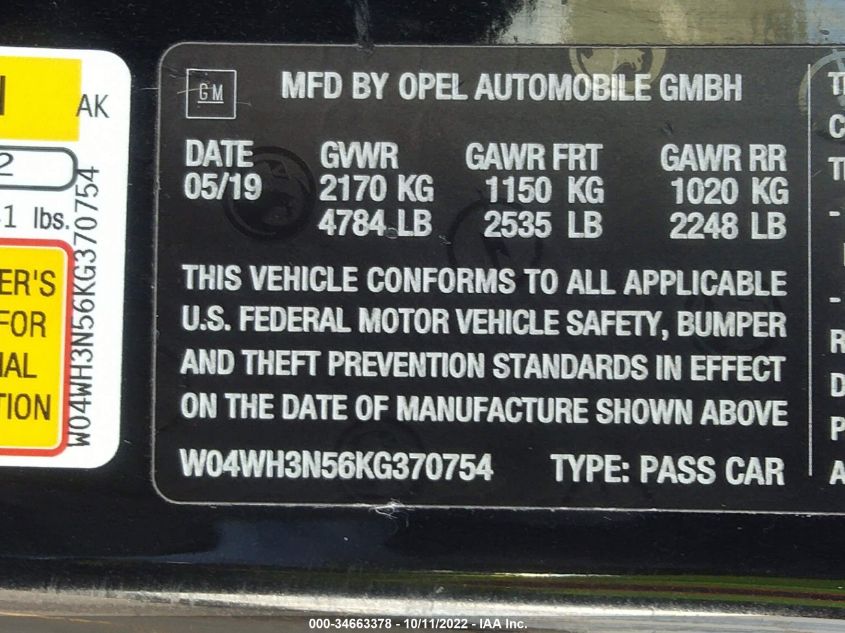 AK
2
1 lbs.
ER'S
FOR
IAL
TION
W04WH3N56KG370754
GM
MFD BY OPEL AUTOMOBILE GMBH
DATE GVWR GAWR FRT GAWR RR
05/19 2170 KG 1150 KG 1020 KG
4784 LB 2535 LB 2248 LB
THIS VEHICLE CONFORMS TO ALL APPLICABLE
U.S. FEDERAL MOTOR VEHICLE SAFETY, BUMPER
AND THEFT PREVENTION STANDARDS IN EFFECT
ON THE DATE OF MANUFACTURE SHOWN ABOVE
W04WH3N56KG370754 TYPE: PASS CAR
000-34663378 - 10/11/2022 - IAA Inc.